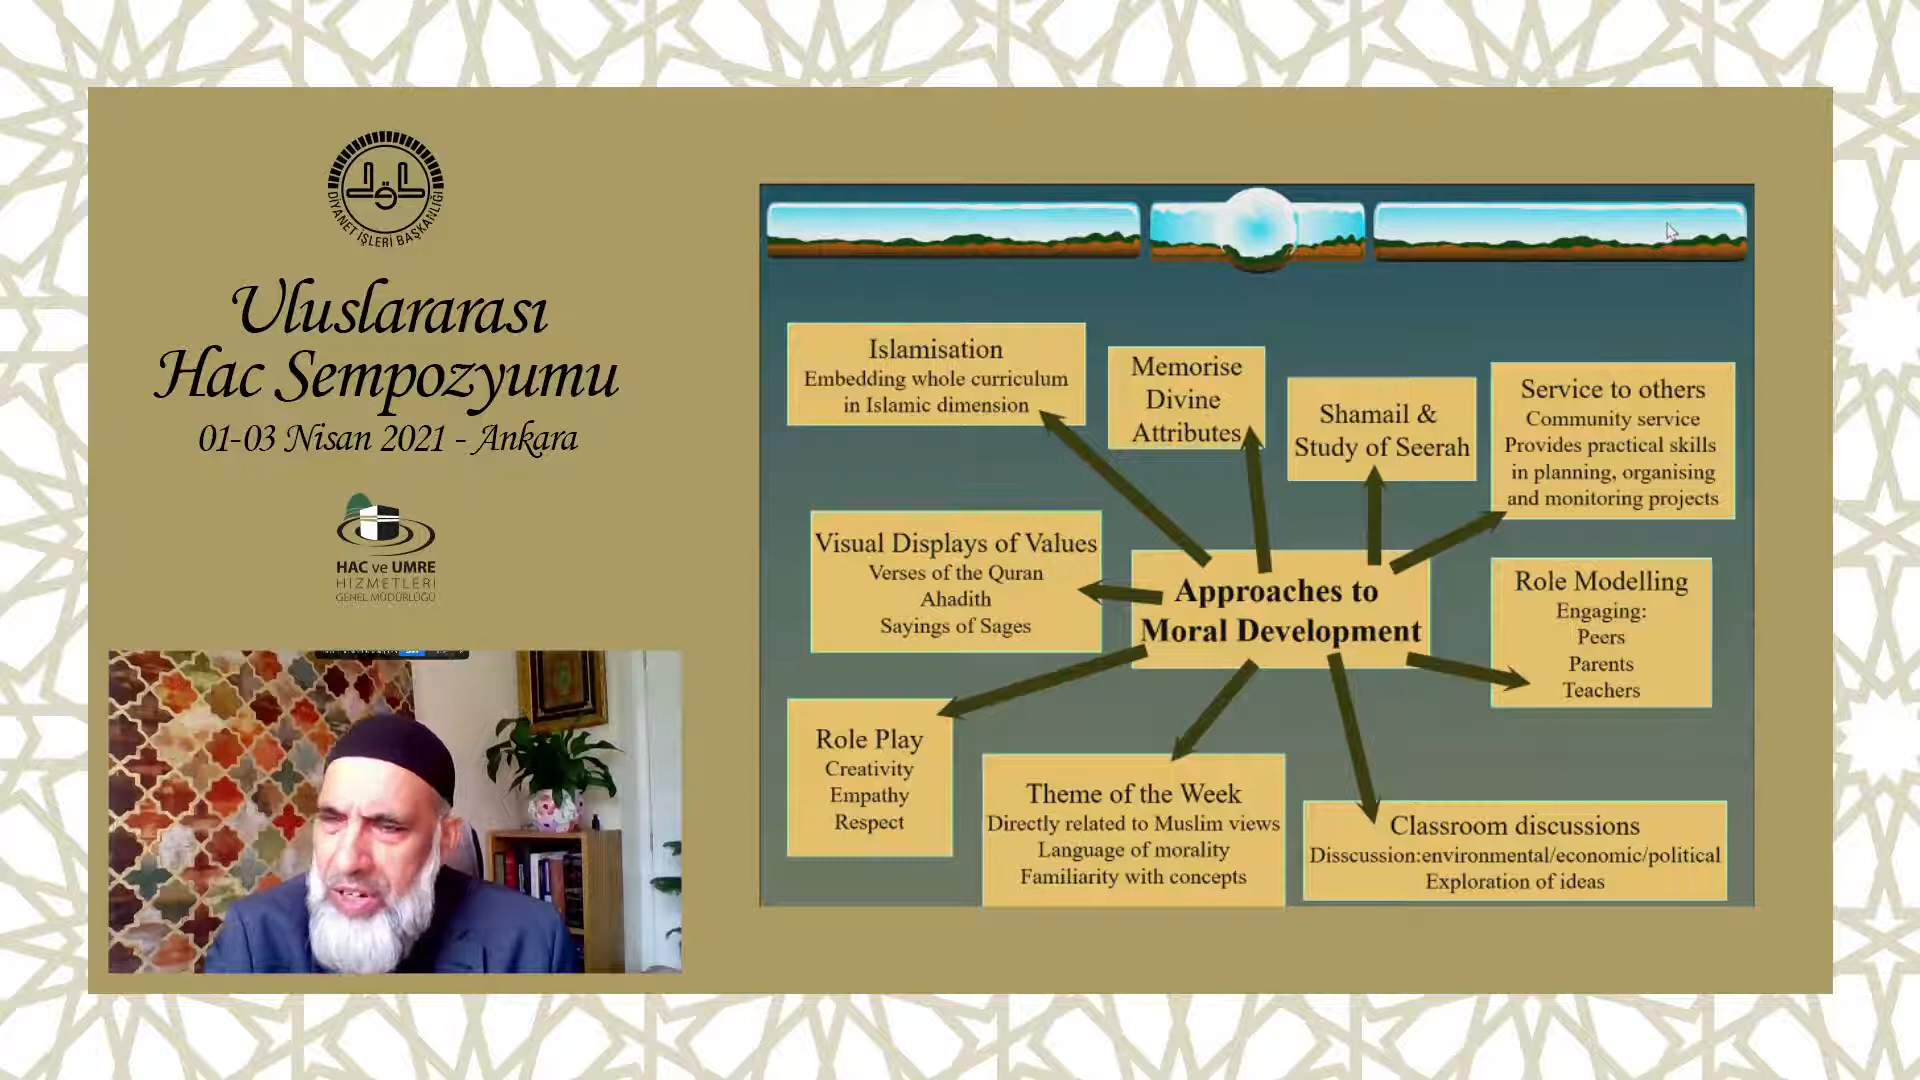 DİYANET İŞLERİ BAŞKANLIĞI
Uluslararası
Hac Sempozyumu
01-03 Nisan 2021 - Ankara
HAC ve UMRE
HİZMETLERİ
GENEL MÜDÜRLÜĞÜ
Islamisation
Embedding whole curriculum
in Islamic dimension
Memorise
Divine
Attributes
Shamail &
Study of Seerah
Service to others
Community service
Provides practical skills
in planning, organising
and monitoring projects
Visual Displays of Values
Verses of the Quran
Ahadith
Sayings of Sages
Approaches to
Moral Development
Role Modelling
Engaging:
Peers
Parents
Teachers
Role Play
Creativity
Empathy
Respect
Theme of the Week
Directly related to Muslim views
Language of morality
Familiarity with concepts
Classroom discussions
Disscussion:environmental/economic/political
Exploration of ideas